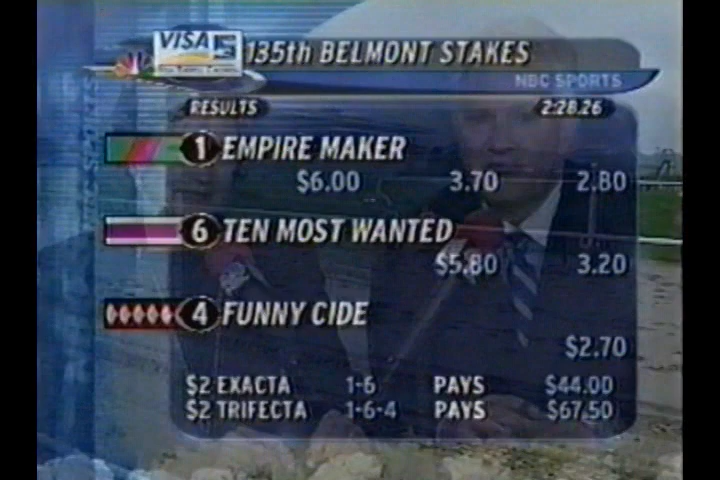 VISA 135th BELMONT STAKES
NBC SPORTS
RESULTS 2:28.26
1 EMPIRE MAKER
$6.00 3.70 2.80
6 TEN MOST WANTED
$5.80 3.20
4 FUNNY CIDE
$2.70
$2 EXACTA 1-6 PAYS $44.00
$2 TRIFECTA 1-6-4 PAYS $67.50